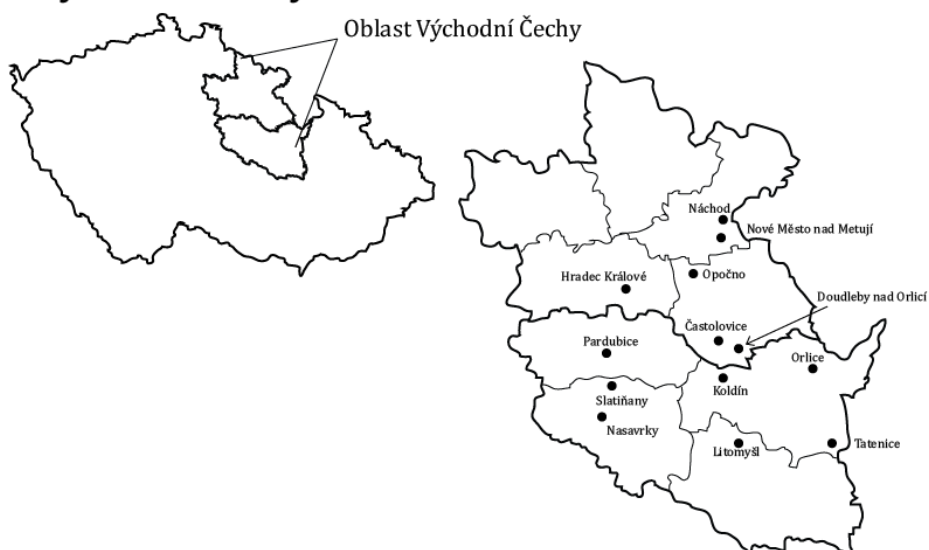 Oblast Východní Čechy
Náchod
Nové Město nad Metují
Opočno
Hradec Králové
Doudleby nad Orlicí
Častolovice
Pardubice
Orlice
Koldín
Slatiňany
Nasavrky
Litomyšl
Tatenice